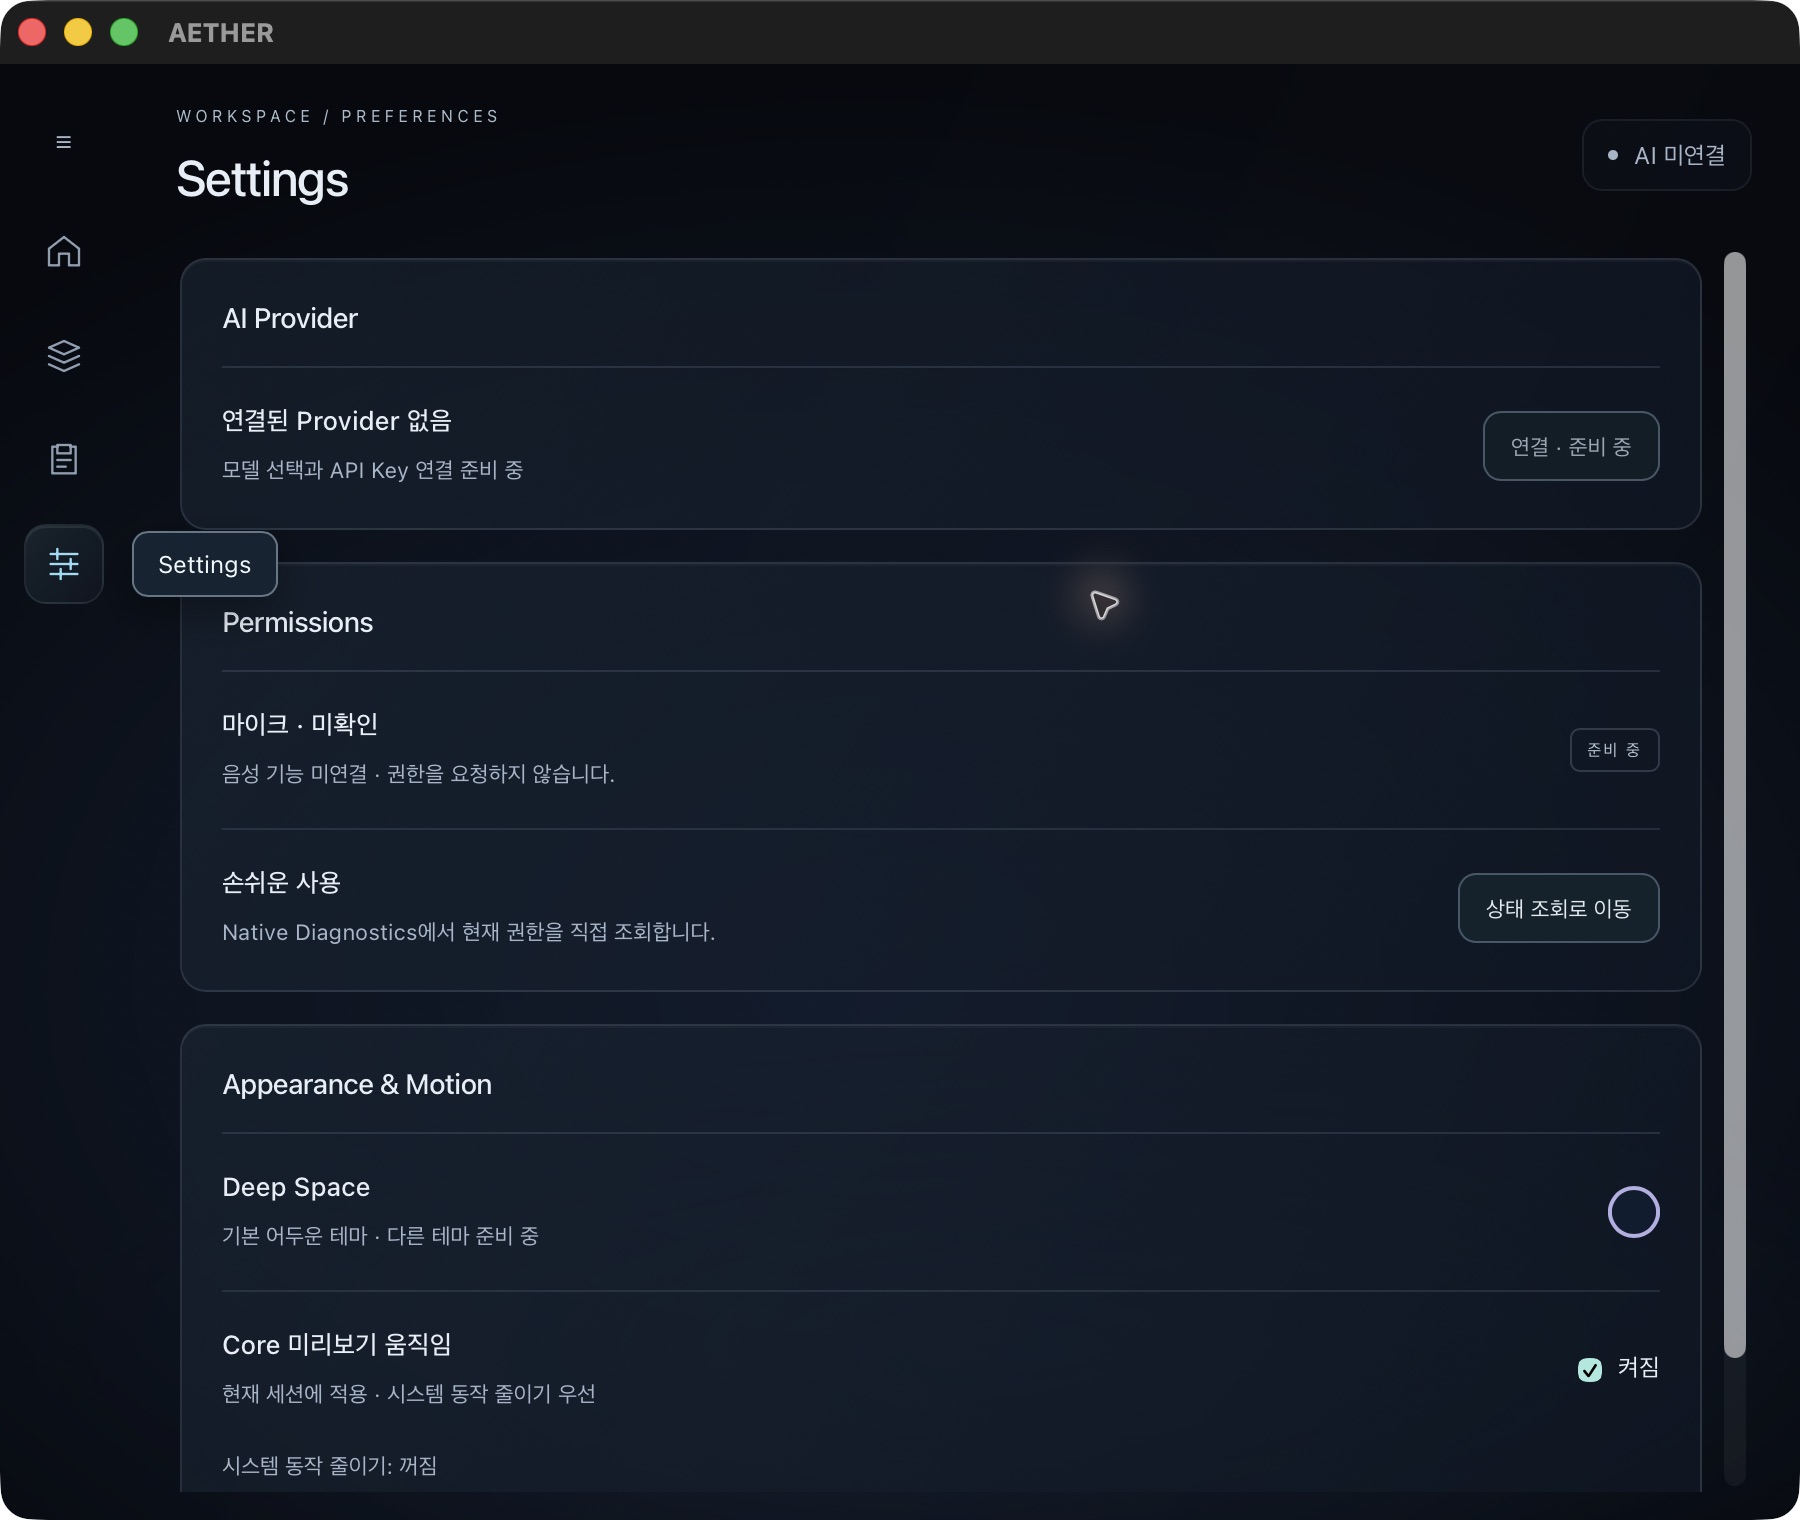 AETHER
WORKSPACE / PREFERENCES
Settings
AI 미연결
AI Provider
연결된 Provider 없음
모델 선택과 API Key 연결 준비 중
연결 · 준비 중
Settings
Permissions
마이크 · 미확인
음성 기능 미연결 · 권한을 요청하지 않습니다.
준비 중
손쉬운 사용
Native Diagnostics에서 현재 권한을 직접 조회합니다.
상태 조회로 이동
Appearance & Motion
Deep Space
기본 어두운 테마 · 다른 테마 준비 중
Core 미리보기 움직임
현재 세션에 적용 · 시스템 동작 줄이기 우선
켜짐
시스템 동작 줄이기: 꺼짐